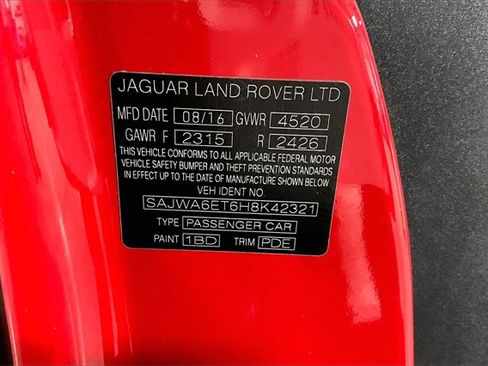 JAGUAR LAND ROVER LTD
MFD DATE 08/16 GVWR 4520
GAWR F 2315 R 2426
THIS VEHICLE CONFORMS TO ALL APPLICABLE FEDERAL MOTOR
VEHICLE SAFETY BUMPER AND THEFT PREVENTION STANDARDS
IN EFFECT UP TO THE DATE OF MANUFACTURE SHOWN ABOVE
VEH IDENT NO.
SAJWA6ET6H8K42321
TYPE PASSENGER CAR
PAINT 1BD TRIM PDE